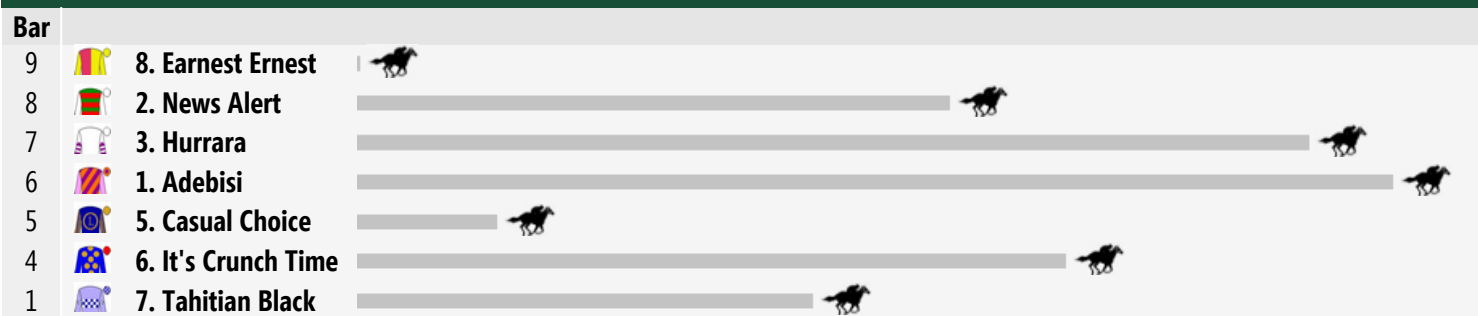 Bar
9 8. Earnest Ernest
8 2. News Alert
7 3. Hurrara
6 1. Adebisi
5 5. Casual Choice
4 6. It's Crunch Time
1 7. Tahitian Black